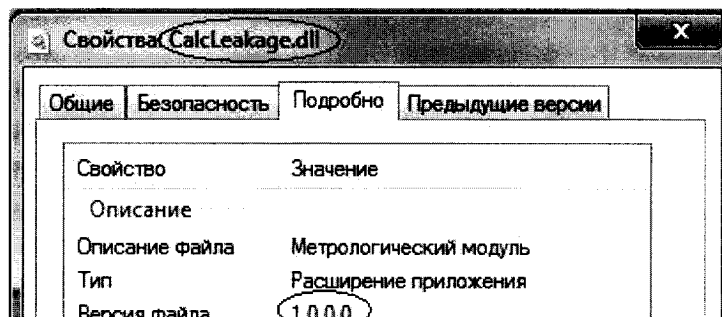 Свойства: CalcLeakage.dll
X
Общие Безопасность Подробно Предыдущие версии
Свойство Значение
Описание
Описание файла Метрологический модуль
Тип Расширение приложения
Версия файла 1.0.0.0